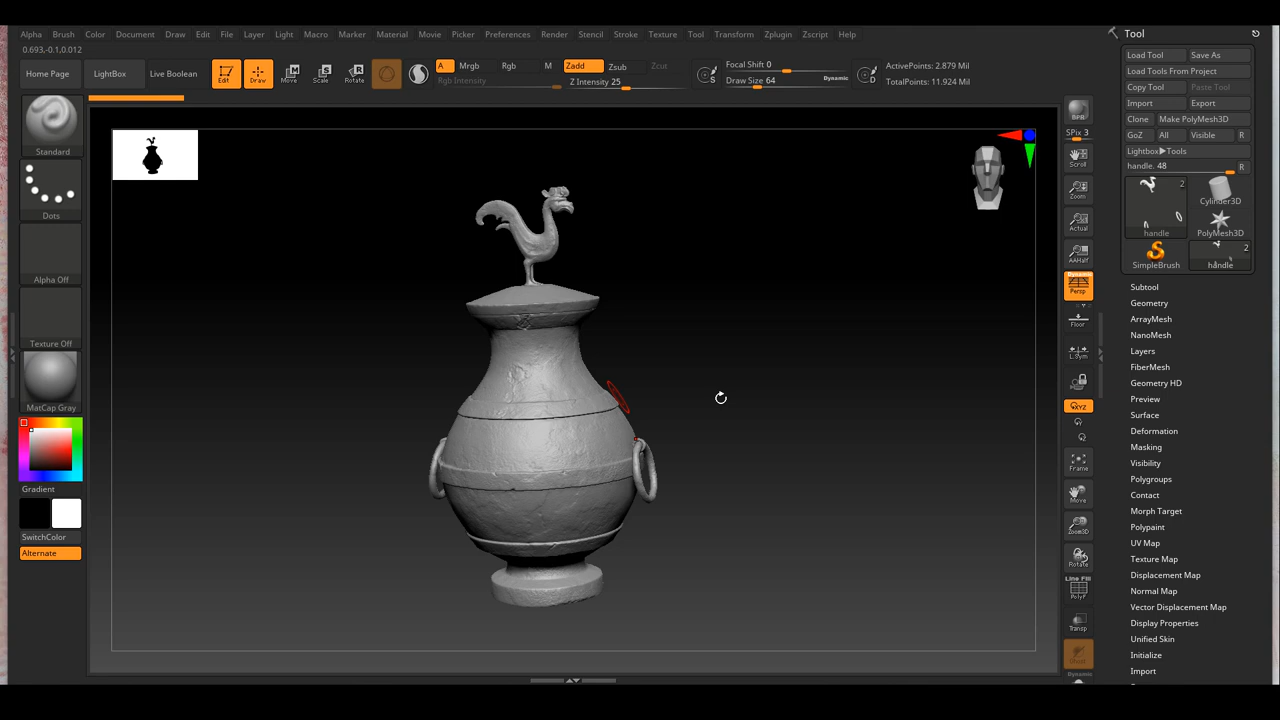 Alpha Brush Color Document Draw Edit File Layer Light Macro Marker Material Movie Picker Preferences Render Stencil Stroke Texture Tool Transform Zplugin Zscript Help
0.693,-0.1,0.012
Home Page LightBox Live Boolean
Edit Draw Move Scale Rotate
A Mrgb Rgb M
Rgb Intensity
Zadd Zsub Zcut
Z Intensity 25
S
Focal Shift 0
Draw Size 64
Dynamic
D
ActivePoints: 2.879 Mil
TotalPoints: 11.924 Mil
Standard
Dots
Alpha Off
Texture Off
MatCap Gray
Gradient
SwitchColor
Alternate
BPR
SPix 3
Scroll
Zoom
Actual
AAHalf
Dynamic
Persp
Floor
L.Sym
XYZ
Frame
Move
Zoom3D
Rotate
Line Fill
PolyF
Transp
Ghost
Dynamic
Tool
Load Tool Save As
Load Tools From Project
Copy Tool Paste Tool
Import Export
Clone Make PolyMesh3D
GoZ All Visible R
Lightbox▶Tools
handle. 48 R
2
handle
Cylinder3D
PolyMesh3D
SimpleBrush
2
handle
Subtool
Geometry
ArrayMesh
NanoMesh
Layers
FiberMesh
Geometry HD
Preview
Surface
Deformation
Masking
Visibility
Polygroups
Contact
Morph Target
Polypaint
UV Map
Texture Map
Displacement Map
Normal Map
Vector Displacement Map
Display Properties
Unified Skin
Initialize
Import